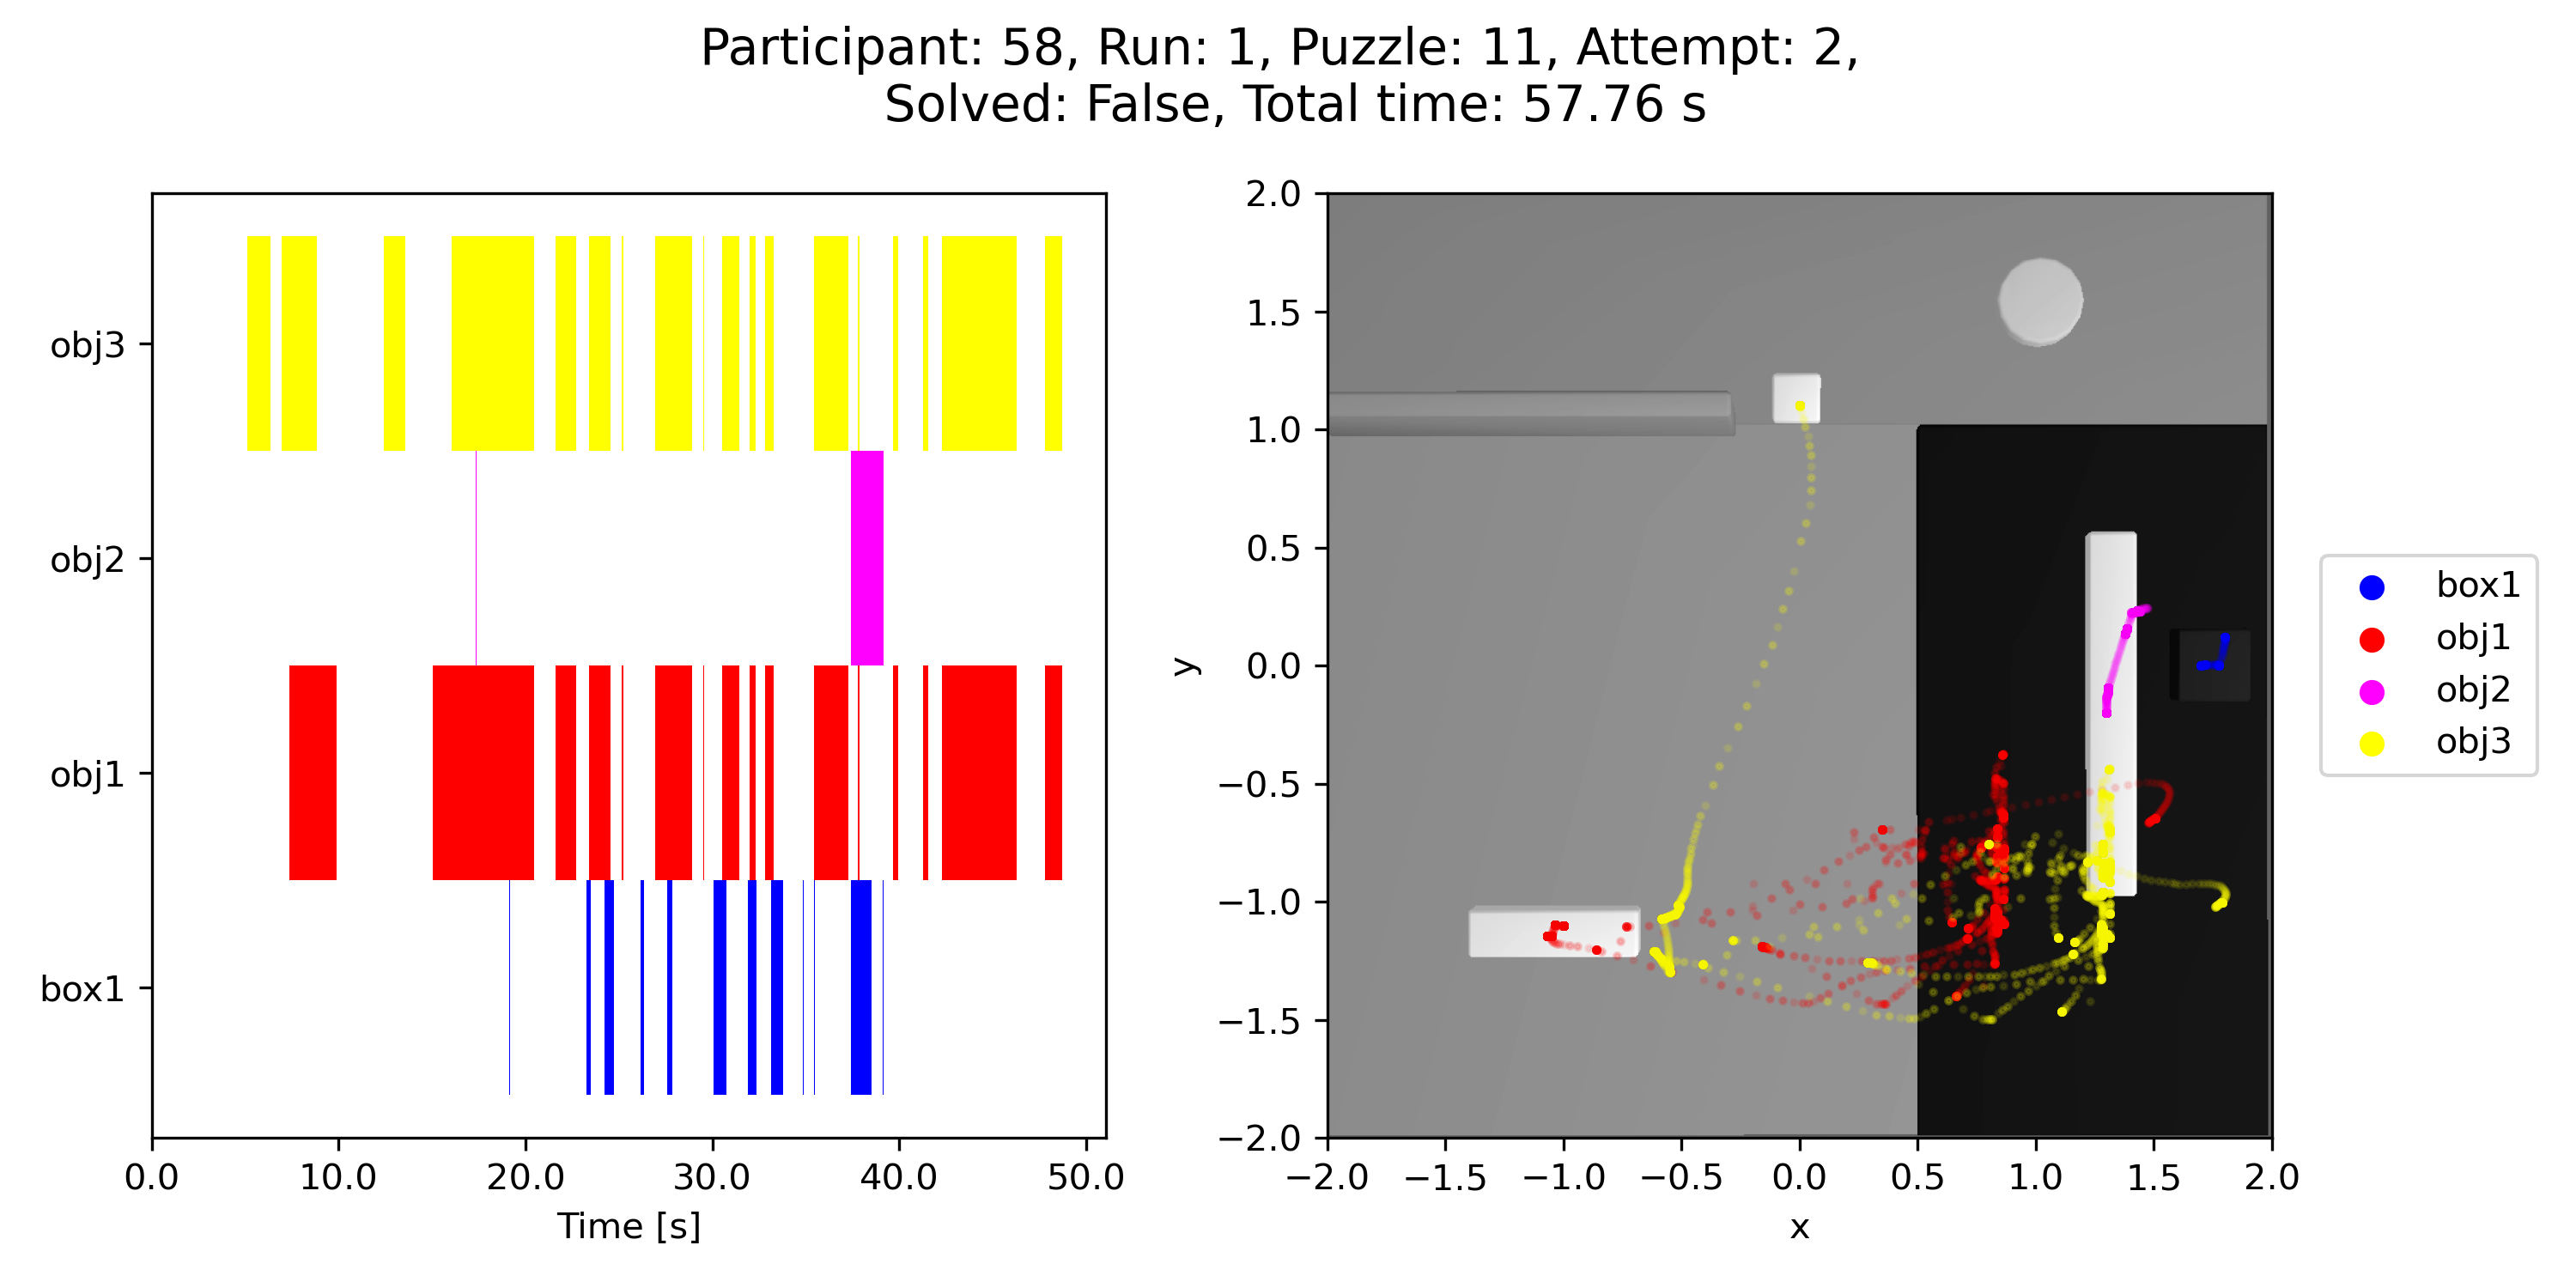 Participant: 58, Run: 1, Puzzle: 11, Attempt: 2,
Solved: False, Total time: 57.76 s
obj3
obj2
obj1
box1
0.0 10.0 20.0 30.0 40.0 50.0
Time [s]
2.0
1.5
1.0
0.5
0.0
−0.5
−1.0
−1.5
−2.0
y
−2.0 −1.5 −1.0 −0.5 0.0 0.5 1.0 1.5 2.0
x
box1
obj1
obj2
obj3